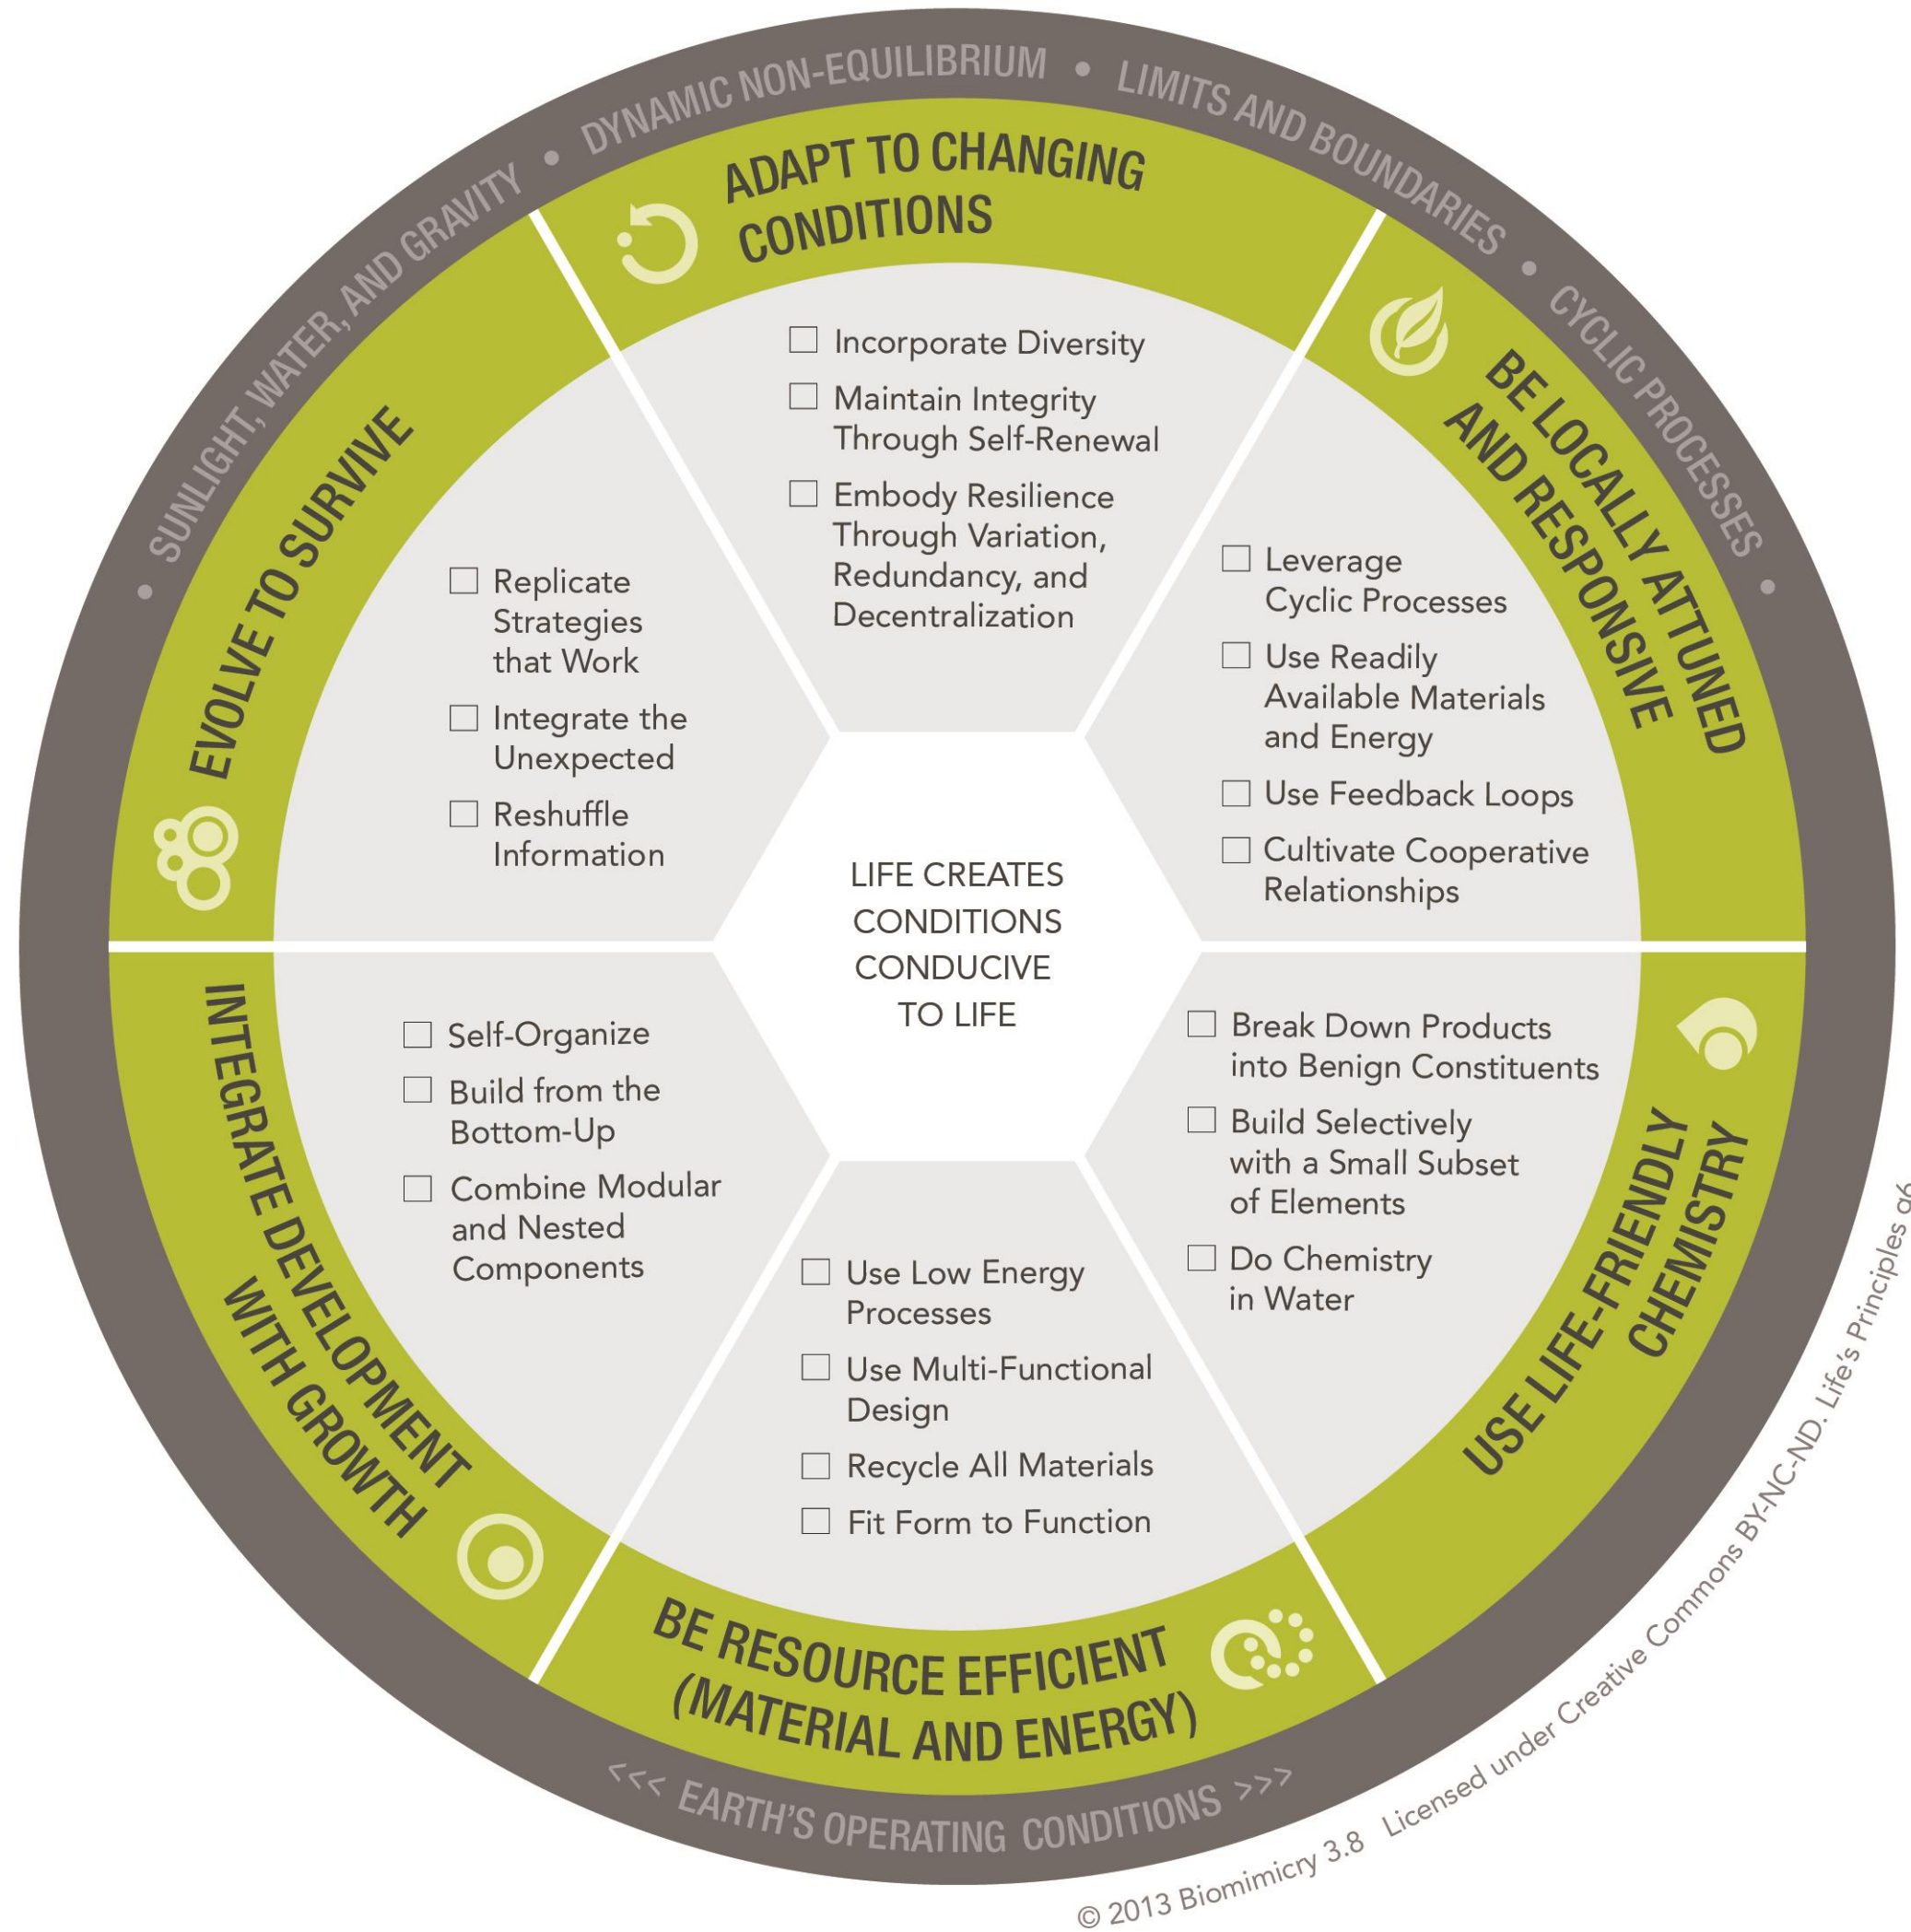 • SUNLIGHT, WATER, AND GRAVITY • DYNAMIC NON-EQUILIBRIUM • LIMITS AND BOUNDARIES • CYCLIC PROCESSES •
ADAPT TO CHANGING
CONDITIONS
Incorporate Diversity
Maintain Integrity
Through Self-Renewal
Embody Resilience
Through Variation,
Redundancy, and
Decentralization
BE LOCALLY ATTUNED
AND RESPONSIVE
Leverage
Cyclic Processes
Use Readily
Available Materials
and Energy
Use Feedback Loops
Cultivate Cooperative
Relationships
USE LIFE-FRIENDLY
CHEMISTRY
Break Down Products
into Benign Constituents
Build Selectively
with a Small Subset
of Elements
Do Chemistry
in Water
BE RESOURCE EFFICIENT
(MATERIAL AND ENERGY)
Use Low Energy
Processes
Use Multi-Functional
Design
Recycle All Materials
Fit Form to Function
INTEGRATE DEVELOPMENT
WITH GROWTH
Self-Organize
Build from the
Bottom-Up
Combine Modular
and Nested
Components
EVOLVE TO SURVIVE
Replicate
Strategies
that Work
Integrate the
Unexpected
Reshuffle
Information
LIFE CREATES
CONDITIONS
CONDUCIVE
TO LIFE
<<< EARTH'S OPERATING CONDITIONS >>>
© 2013 Biomimicry 3.8 Licensed under Creative Commons BY-NC-ND. Life's Principles